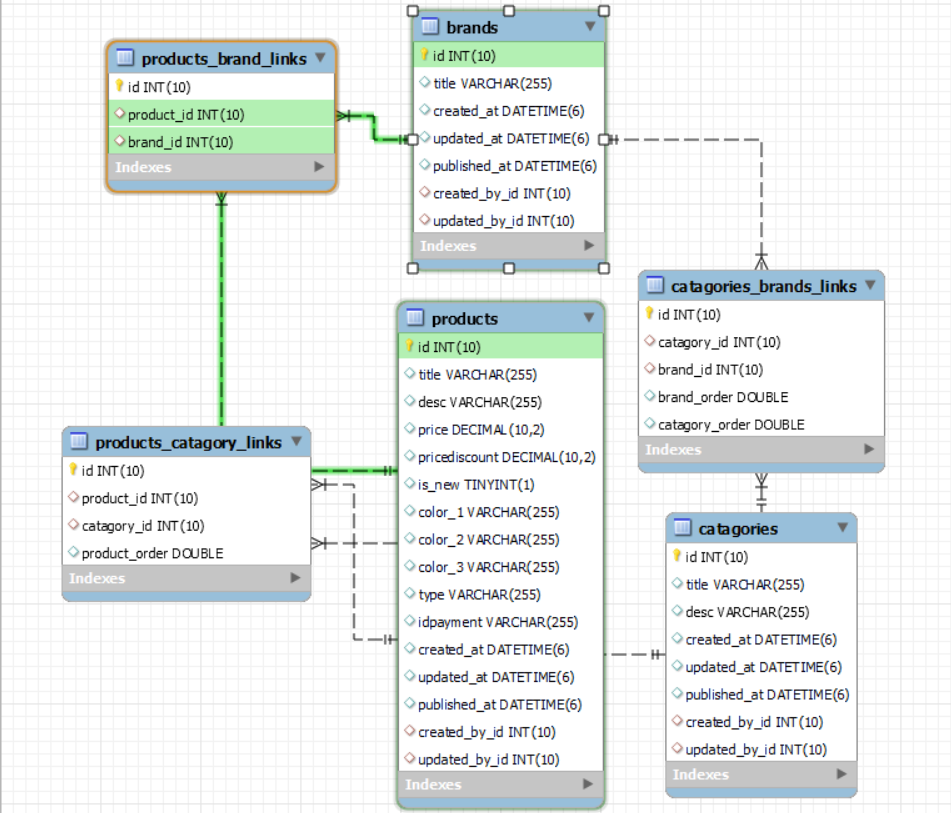 products_brand_links
id INT(10)
product_id INT(10)
brand_id INT(10)
Indexes
brands
id INT(10)
title VARCHAR(255)
created_at DATETIME(6)
updated_at DATETIME(6)
published_at DATETIME(6)
created_by_id INT(10)
updated_by_id INT(10)
Indexes
catagories_brands_links
id INT(10)
catagory_id INT(10)
brand_id INT(10)
brand_order DOUBLE
catagory_order DOUBLE
Indexes
products
id INT(10)
title VARCHAR(255)
desc VARCHAR(255)
price DECIMAL(10,2)
pricediscount DECIMAL(10,2)
is_new TINYINT(1)
color_1 VARCHAR(255)
color_2 VARCHAR(255)
color_3 VARCHAR(255)
type VARCHAR(255)
idpayment VARCHAR(255)
created_at DATETIME(6)
updated_at DATETIME(6)
published_at DATETIME(6)
created_by_id INT(10)
updated_by_id INT(10)
Indexes
products_catagory_links
id INT(10)
product_id INT(10)
catagory_id INT(10)
product_order DOUBLE
Indexes
catagories
id INT(10)
title VARCHAR(255)
desc VARCHAR(255)
created_at DATETIME(6)
updated_at DATETIME(6)
published_at DATETIME(6)
created_by_id INT(10)
updated_by_id INT(10)
Indexes